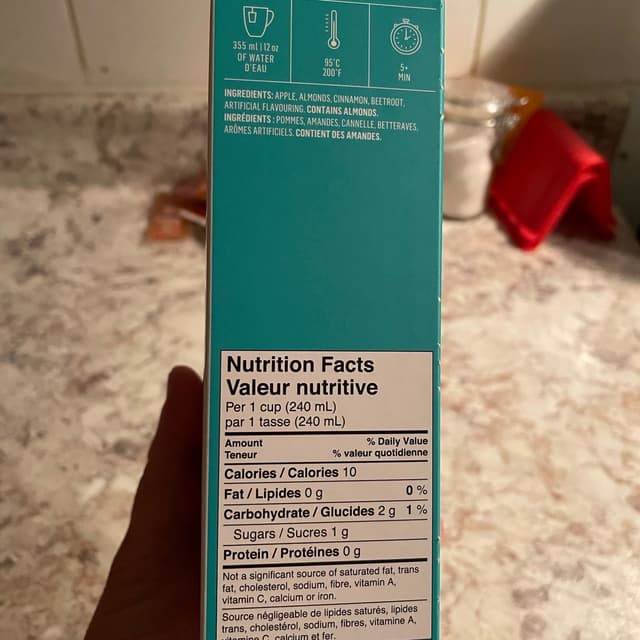 355 ml | 12 oz
OF WATER
D'EAU
95°C
200°F
5+
MIN
INGREDIENTS: APPLE, ALMONDS, CINNAMON, BEETROOT,
ARTIFICIAL FLAVOURING. CONTAINS ALMONDS.
INGRÉDIENTS : POMMES, AMANDES, CANNELLE, BETTERAVES,
ARÔMES ARTIFICIELS. CONTIENT DES AMANDES.
Nutrition Facts
Valeur nutritive
Per 1 cup (240 mL)
par 1 tasse (240 mL)
Amount % Daily Value
Teneur % valeur quotidienne
Calories / Calories 10
Fat / Lipides 0 g 0 %
Carbohydrate / Glucides 2 g 1 %
Sugars / Sucres 1 g
Protein / Protéines 0 g
Not a significant source of saturated fat, trans
fat, cholesterol, sodium, fibre, vitamin A,
vitamin C, calcium or iron.
Source négligeable de lipides saturés, lipides
trans, cholestérol, sodium, fibres, vitamine A,
vitamine C, calcium et fer.